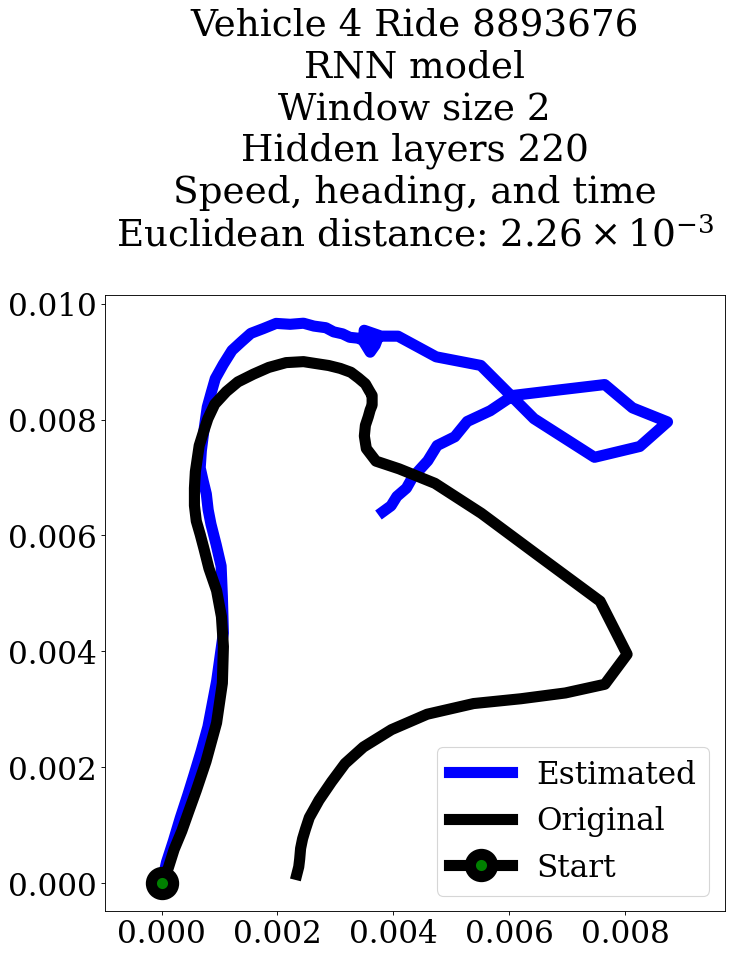 Vehicle 4 Ride 8893676
RNN model
Window size 2
Hidden layers 220
Speed, heading, and time
Euclidean distance: 2.26 × 10⁻³
0.010
0.008
0.006
0.004
0.002
0.000
Estimated
Original
Start
0.000 0.002 0.004 0.006 0.008